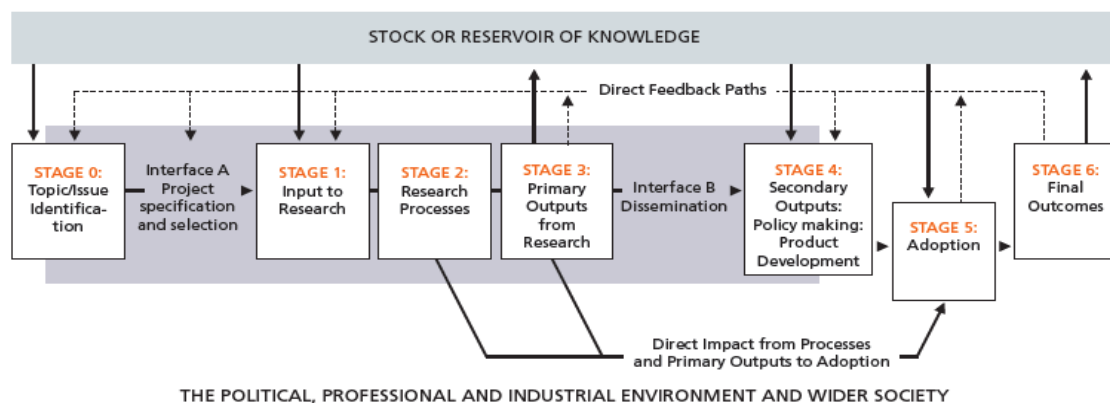 STOCK OR RESERVOIR OF KNOWLEDGE
Direct Feedback Paths
STAGE 0:
Topic/Issue
Identifica-
tion
Interface A
Project
specification
and selection
STAGE 1:
Input to
Research
STAGE 2:
Research
Processes
STAGE 3:
Primary
Outputs
from
Research
Interface B
Dissemination
STAGE 4:
Secondary
Outputs:
Policy making:
Product
Development
STAGE 5:
Adoption
STAGE 6:
Final
Outcomes
Direct Impact from Processes
and Primary Outputs to Adoption
THE POLITICAL, PROFESSIONAL AND INDUSTRIAL ENVIRONMENT AND WIDER SOCIETY